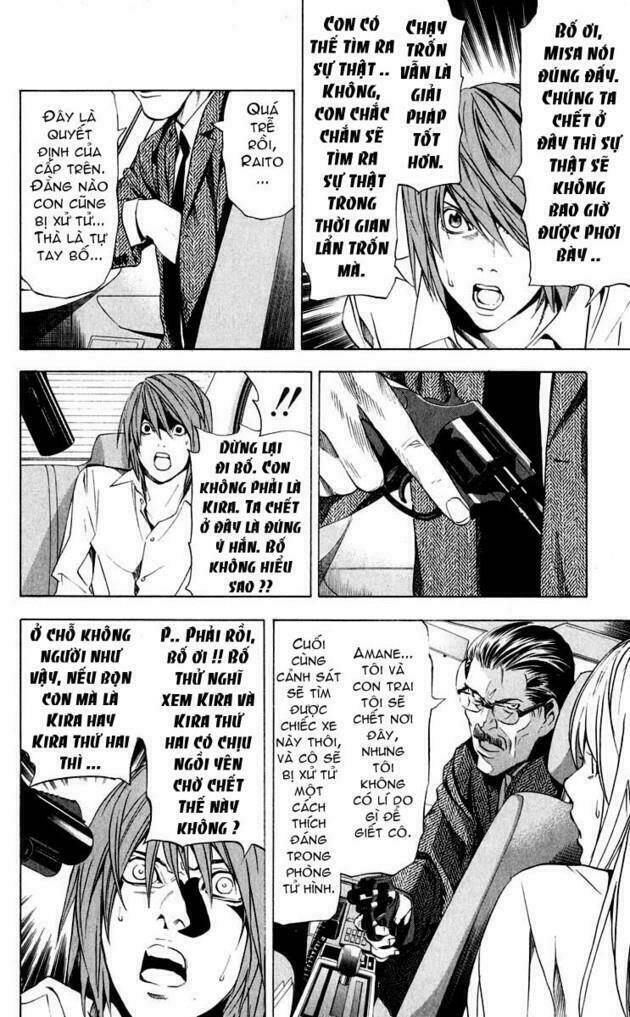 BỐ ƠI,
MISA NÓI
ĐÚNG ĐẤY.
CHÚNG TA
CHẾT Ở
ĐÂY THÌ SỰ
THẬT SẼ
KHÔNG
BAO GIỜ
ĐƯỢC PHƠI
BÀY ..
CHẠY
TRỐN
VẪN LÀ
GIẢI
PHÁP
TỐT
HƠN.
CON CÓ
THỂ TÌM RA
SỰ THẬT ..
KHÔNG,
CON CHẮC
CHẮN SẼ
TÌM RA
SỰ THẬT
TRONG
THỜI GIAN
LẨN TRỐN
MÀ.
QUÁ
TRỄ
RỒI,
RAITO
...
ĐÂY LÀ
QUYẾT
ĐỊNH CỦA
CẤP TRÊN.
ĐẰNG NÀO
CON CŨNG
BỊ XỬ TỬ...
THÀ LÀ TỰ
TAY BỐ...
!!
DỪNG LẠI
ĐI BỐ. CON
KHÔNG PHẢI LÀ
KIRA. TA CHẾT
Ở ĐÂY LÀ ĐÚNG
Ý HẮN. BỐ
KHÔNG HIỂU
SAO ??
AMANE...
TÔI VÀ
CON TRAI
TÔI SẼ
CHẾT NƠI
ĐÂY,
NHƯNG
TÔI
KHÔNG
CÓ LÍ DO
GÌ ĐỂ
GIẾT CÔ.
CUỐI
CÙNG
CẢNH SÁT
SẼ TÌM
ĐƯỢC
CHIẾC XE
NÀY THÔI,
VÀ CÔ SẼ
BỊ XỬ TỬ
MỘT
CÁCH
THÍCH
ĐÁNG
TRONG
PHÒNG
TỬ HÌNH.
P.. PHẢI RỒI,
BỐ ƠI !! BỐ
THỬ NGHĨ
XEM KIRA VÀ
KIRA THỨ
HAI CÓ CHỊU
NGỒI YÊN
CHỜ CHẾT
THẾ NÀY
KHÔNG ?
Ở CHỖ KHÔNG
NGƯỜI NHƯ
VẬY, NẾU BỌN
CON MÀ LÀ
KIRA HAY
KIRA THỨ HAI
THÌ ...